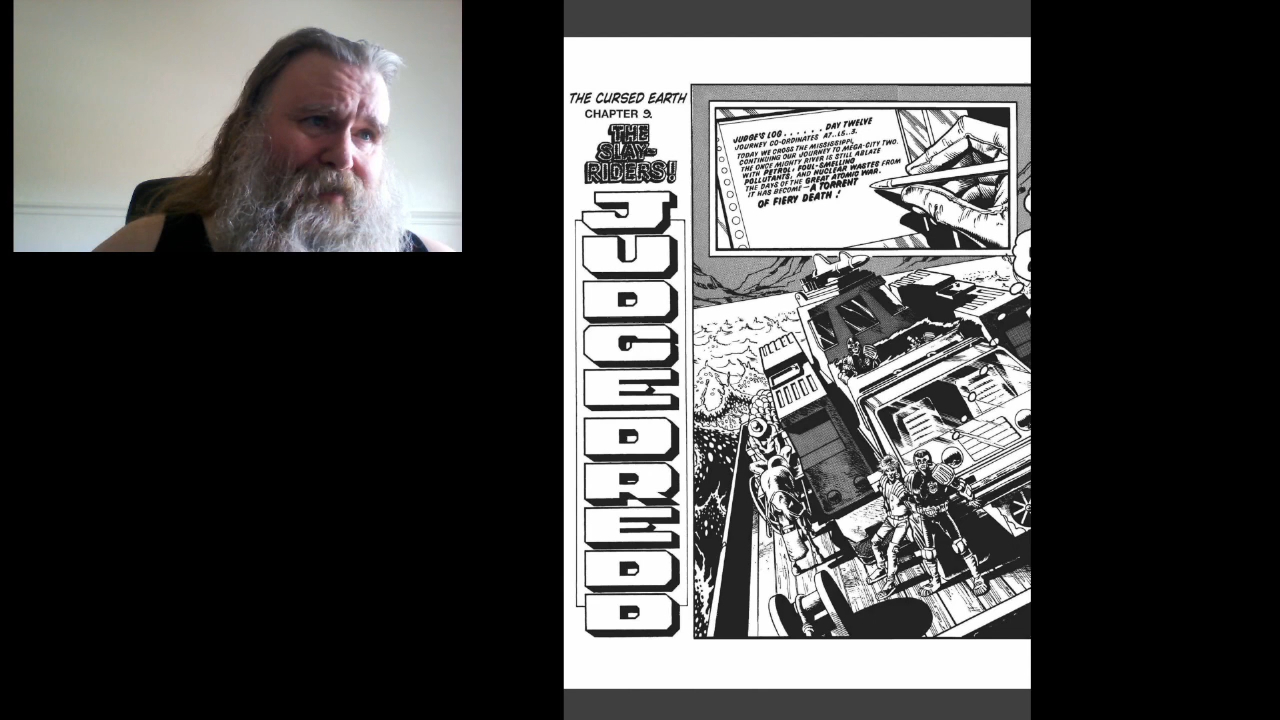 THE CURSED EARTH
CHAPTER 9.
THE
SLAY-
RIDERS!
JUDGE DREDD
JUDGE'S LOG...... DAY TWELVE
JOURNEY CO-ORDINATES A7..L6..3.
TODAY WE CROSS THE MISSISSIPPI,
CONTINUING OUR JOURNEY TO MEGA-CITY TWO.
THE ONCE MIGHTY RIVER IS STILL ABLAZE
WITH PETROL, FOUL-SMELLING
POLLUTANTS, AND NUCLEAR WASTES FROM
THE DAYS OF THE GREAT ATOMIC WAR.
IT HAS BECOME — A TORRENT
OF FIERY DEATH!